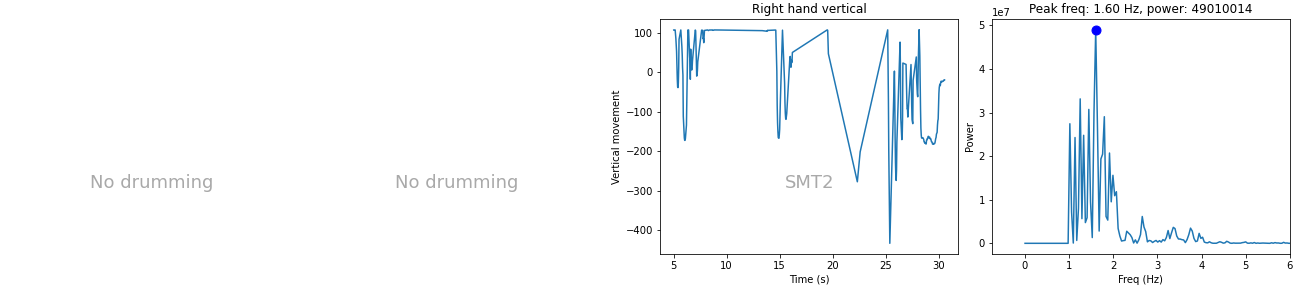 No drumming
No drumming
Right hand vertical
Vertical movement
100
0
−100
−200
−300
−400
SMT2
5
10
15
20
25
30
Time (s)
Peak freq: 1.60 Hz, power: 49010014
1e7
Power
5
4
3
2
1
0
0
1
2
3
4
5
6
Freq (Hz)